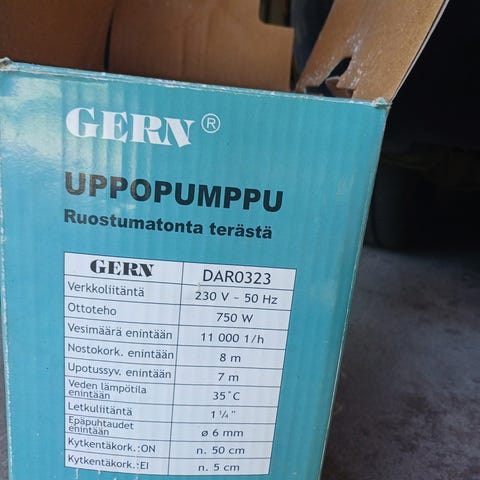 GERN ®
UPPOPUMPPU
Ruostumatonta terästä
GERN DAR0323
Verkkoliitäntä 230 V ~ 50 Hz
Ottoteho 750 W
Vesimäärä enintään 11 000 1/h
Nostokork. enintään 8 m
Upotussyv. enintään 7 m
Veden lämpötila
enintään 35°C
Letkuliitäntä 1 ¼"
Epäpuhtaudet
enintään ø 6 mm
Kytkentäkork.:ON n. 50 cm
Kytkentäkork.:EI n. 5 cm